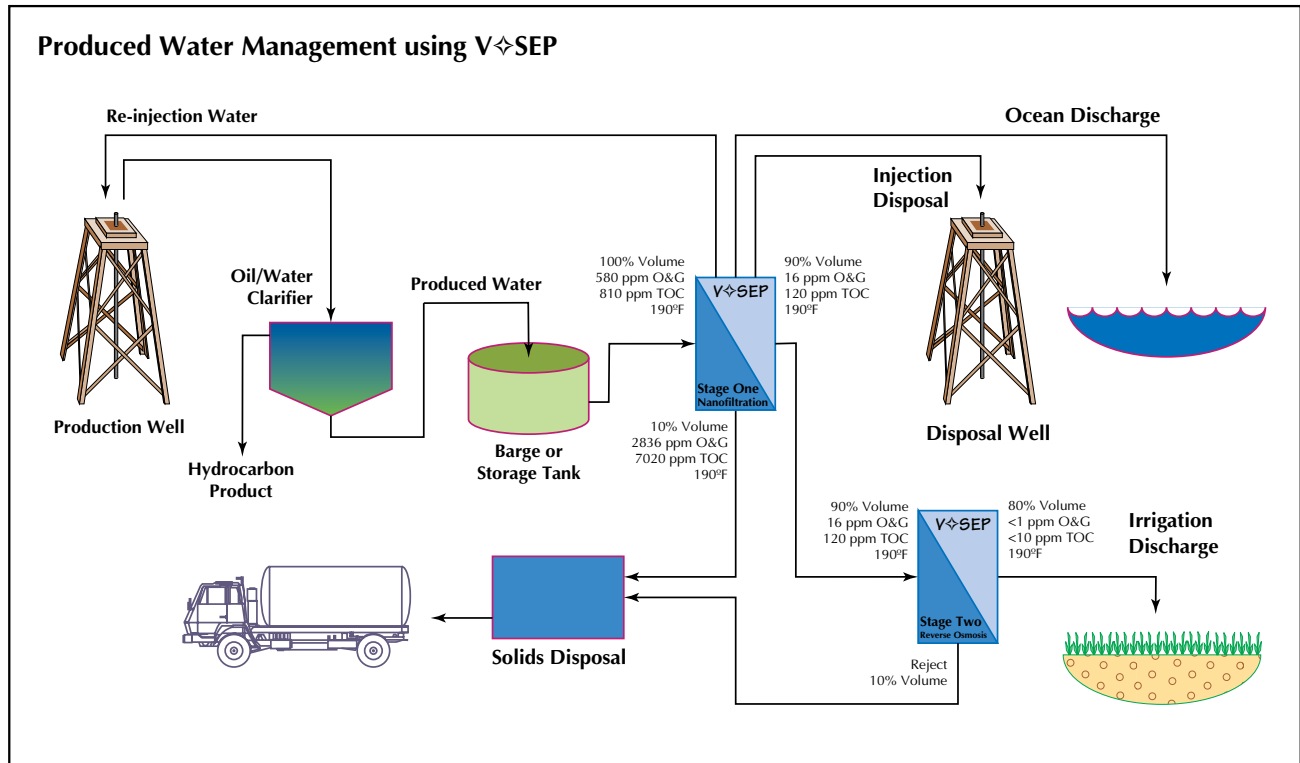 Produced Water Management using V✧SEP
Re-injection Water
Ocean Discharge
Injection
Disposal
Oil/Water
Clarifier
Produced Water
100% Volume
580 ppm O&G
810 ppm TOC
190ºF
90% Volume
16 ppm O&G
120 ppm TOC
190ºF
V✧SEP
Stage One
Nanofiltration
Production Well
Hydrocarbon
Product
Barge or
Storage Tank
10% Volume
2836 ppm O&G
7020 ppm TOC
190ºF
Disposal Well
90% Volume
16 ppm O&G
120 ppm TOC
190ºF
V✧SEP
Stage Two
Reverse Osmosis
80% Volume
<1 ppm O&G
<10 ppm TOC
190ºF
Irrigation
Discharge
Solids Disposal
Reject
10% Volume